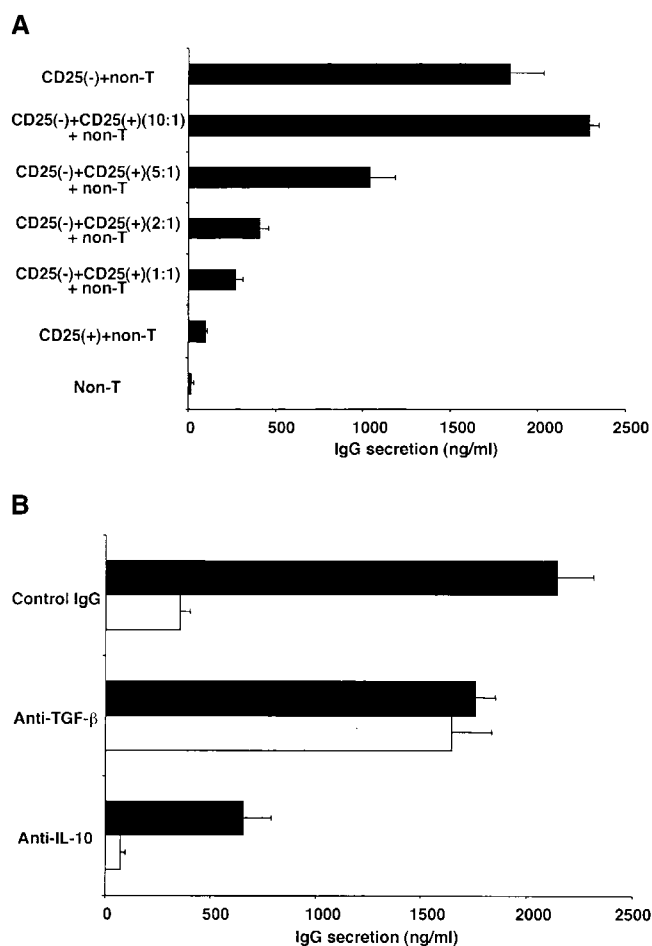 A
CD25(-)+non-T
CD25(-)+CD25(+)(10:1)
+ non-T
CD25(-)+CD25(+)(5:1)
+ non-T
CD25(-)+CD25(+)(2:1)
+ non-T
CD25(-)+CD25(+)(1:1)
+ non-T
CD25(+)+non-T
Non-T
0 500 1000 1500 2000 2500
IgG secretion (ng/ml)
B
Control IgG
Anti-TGF-β
Anti-IL-10
0 500 1000 1500 2000 2500
IgG secretion (ng/ml)